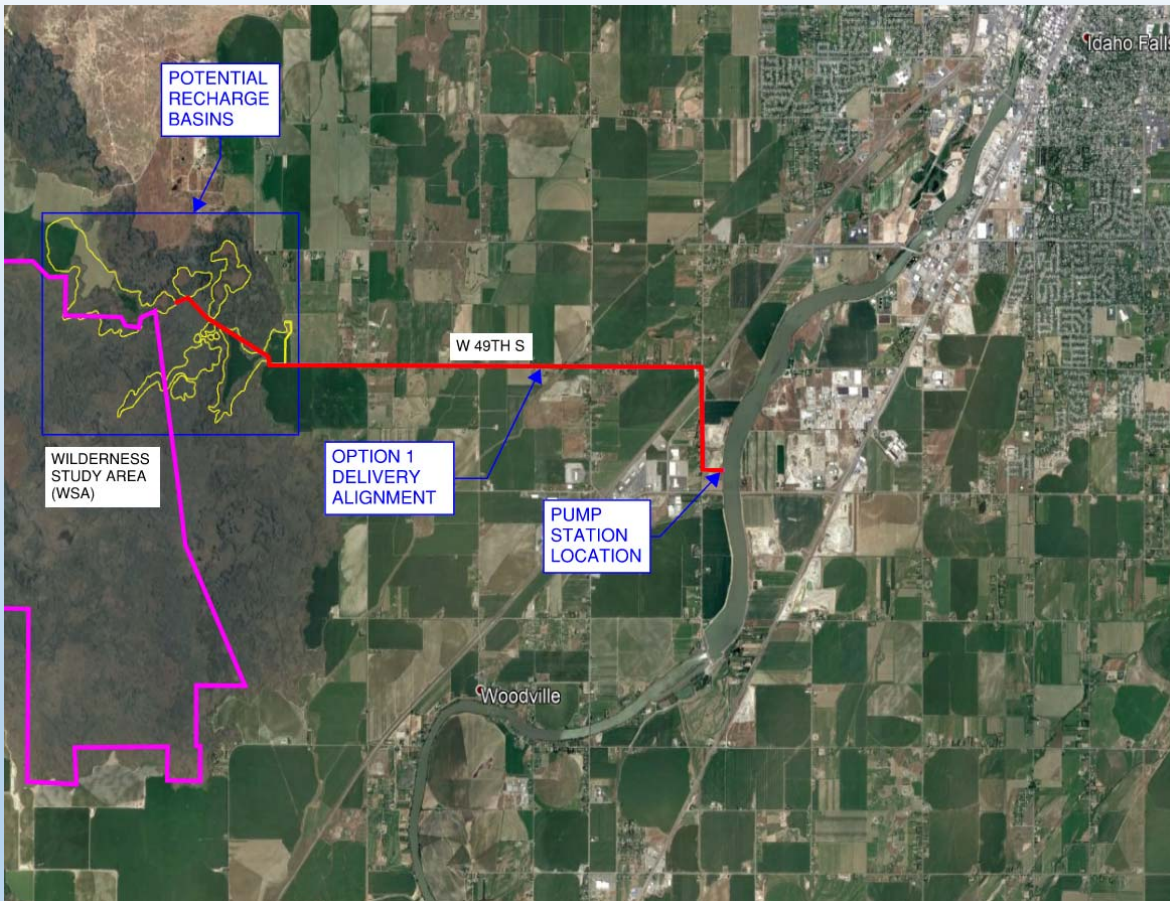 Idaho Falls
POTENTIAL
RECHARGE
BASINS
W 49TH S
WILDERNESS
STUDY AREA
(WSA)
OPTION 1
DELIVERY
ALIGNMENT
PUMP
STATION
LOCATION
Woodville